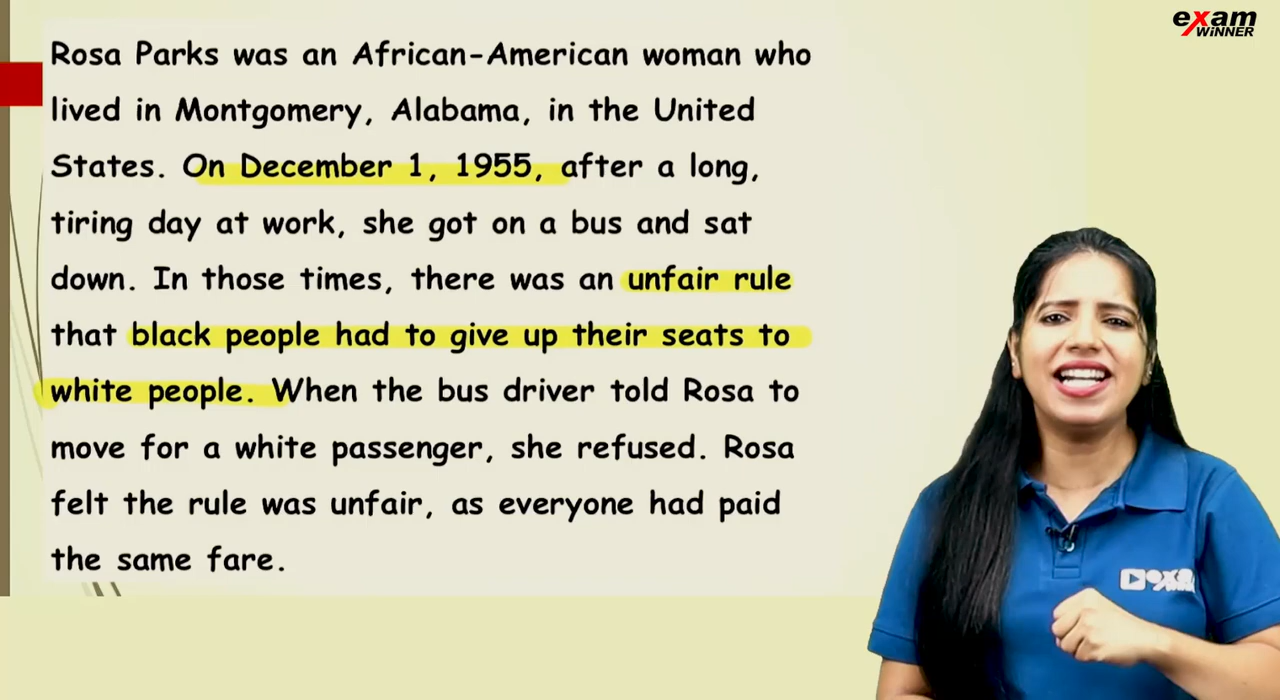 exam
WiNNER
Rosa Parks was an African-American woman who
lived in Montgomery, Alabama, in the United
States. On December 1, 1955, after a long,
tiring day at work, she got on a bus and sat
down. In those times, there was an unfair rule
that black people had to give up their seats to
white people. When the bus driver told Rosa to
move for a white passenger, she refused. Rosa
felt the rule was unfair, as everyone had paid
the same fare.